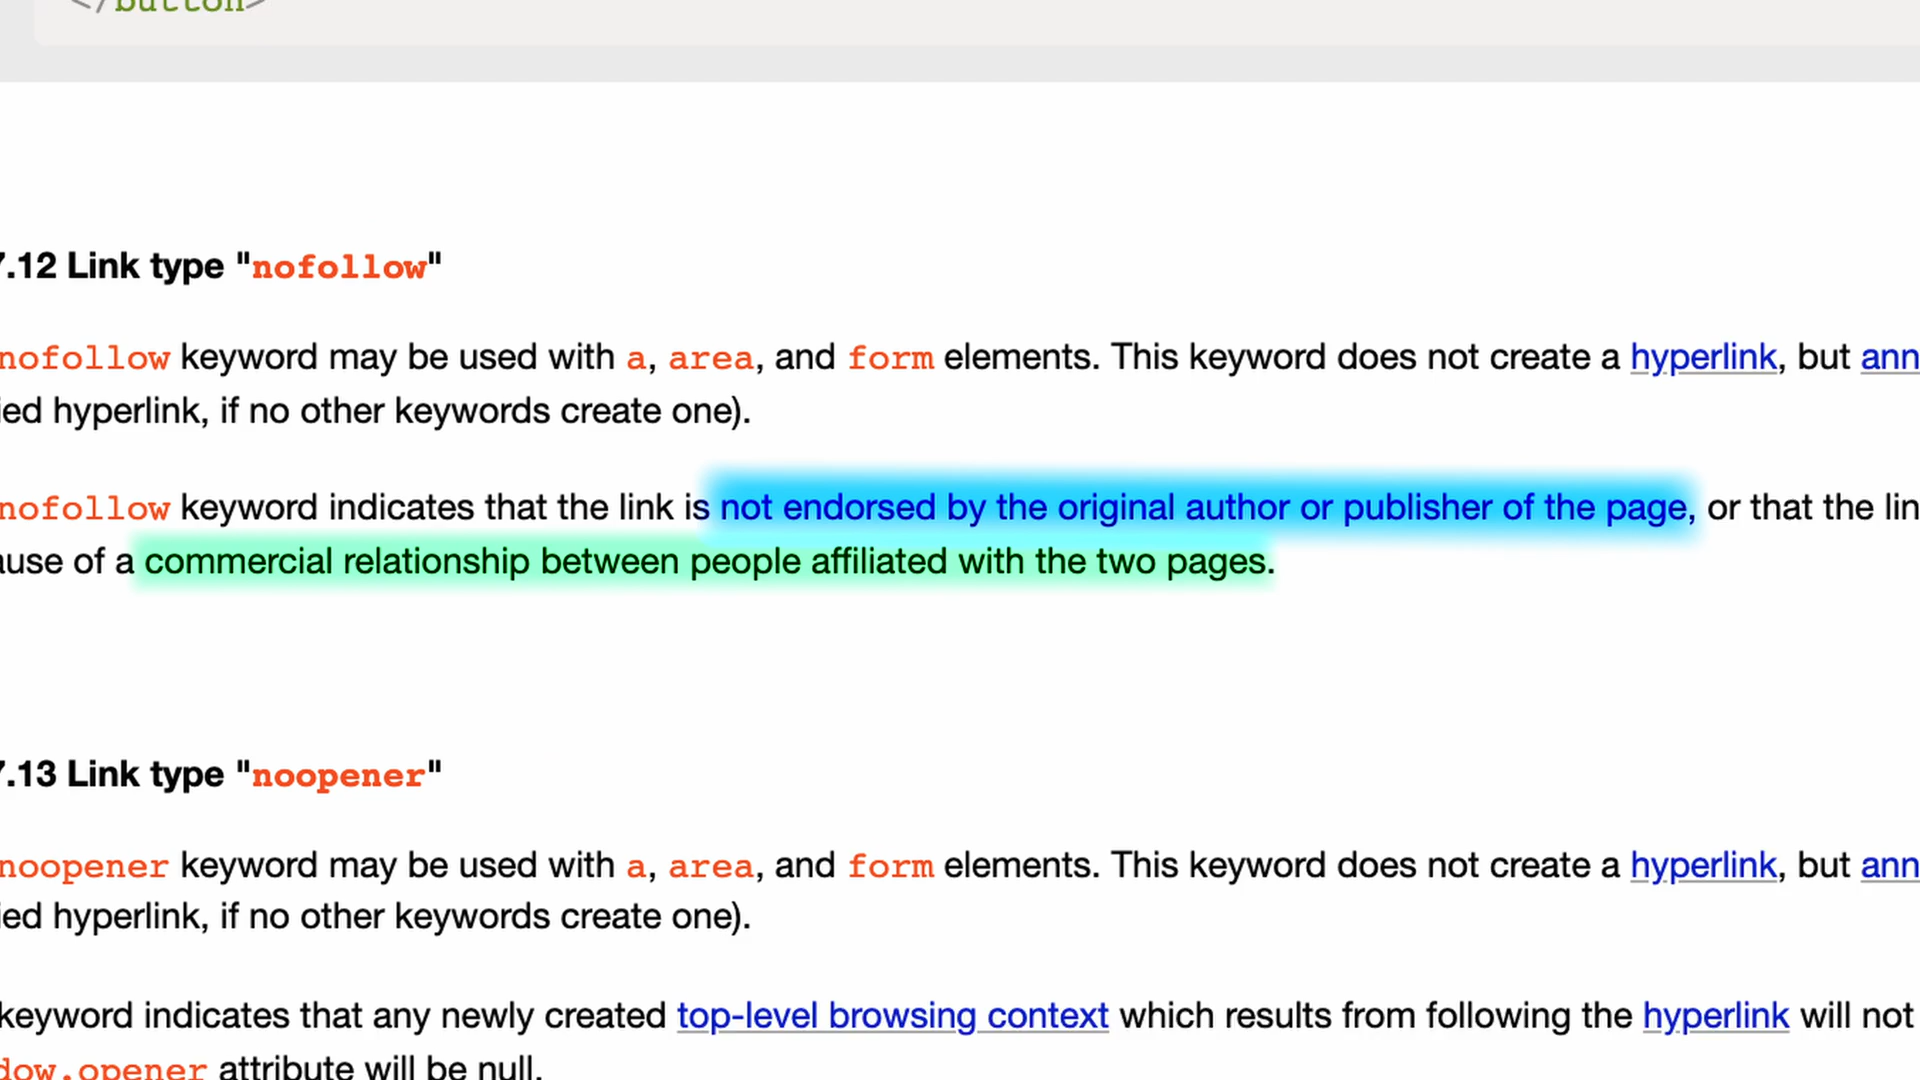 </button>
7.12 Link type "nofollow"
nofollow keyword may be used with a, area, and form elements. This keyword does not create a hyperlink, but ann
ied hyperlink, if no other keywords create one).
nofollow keyword indicates that the link is not endorsed by the original author or publisher of the page, or that the lin
ause of a commercial relationship between people affiliated with the two pages.
7.13 Link type "noopener"
noopener keyword may be used with a, area, and form elements. This keyword does not create a hyperlink, but ann
ied hyperlink, if no other keywords create one).
keyword indicates that any newly created top-level browsing context which results from following the hyperlink will not
dow.opener attribute will be null.